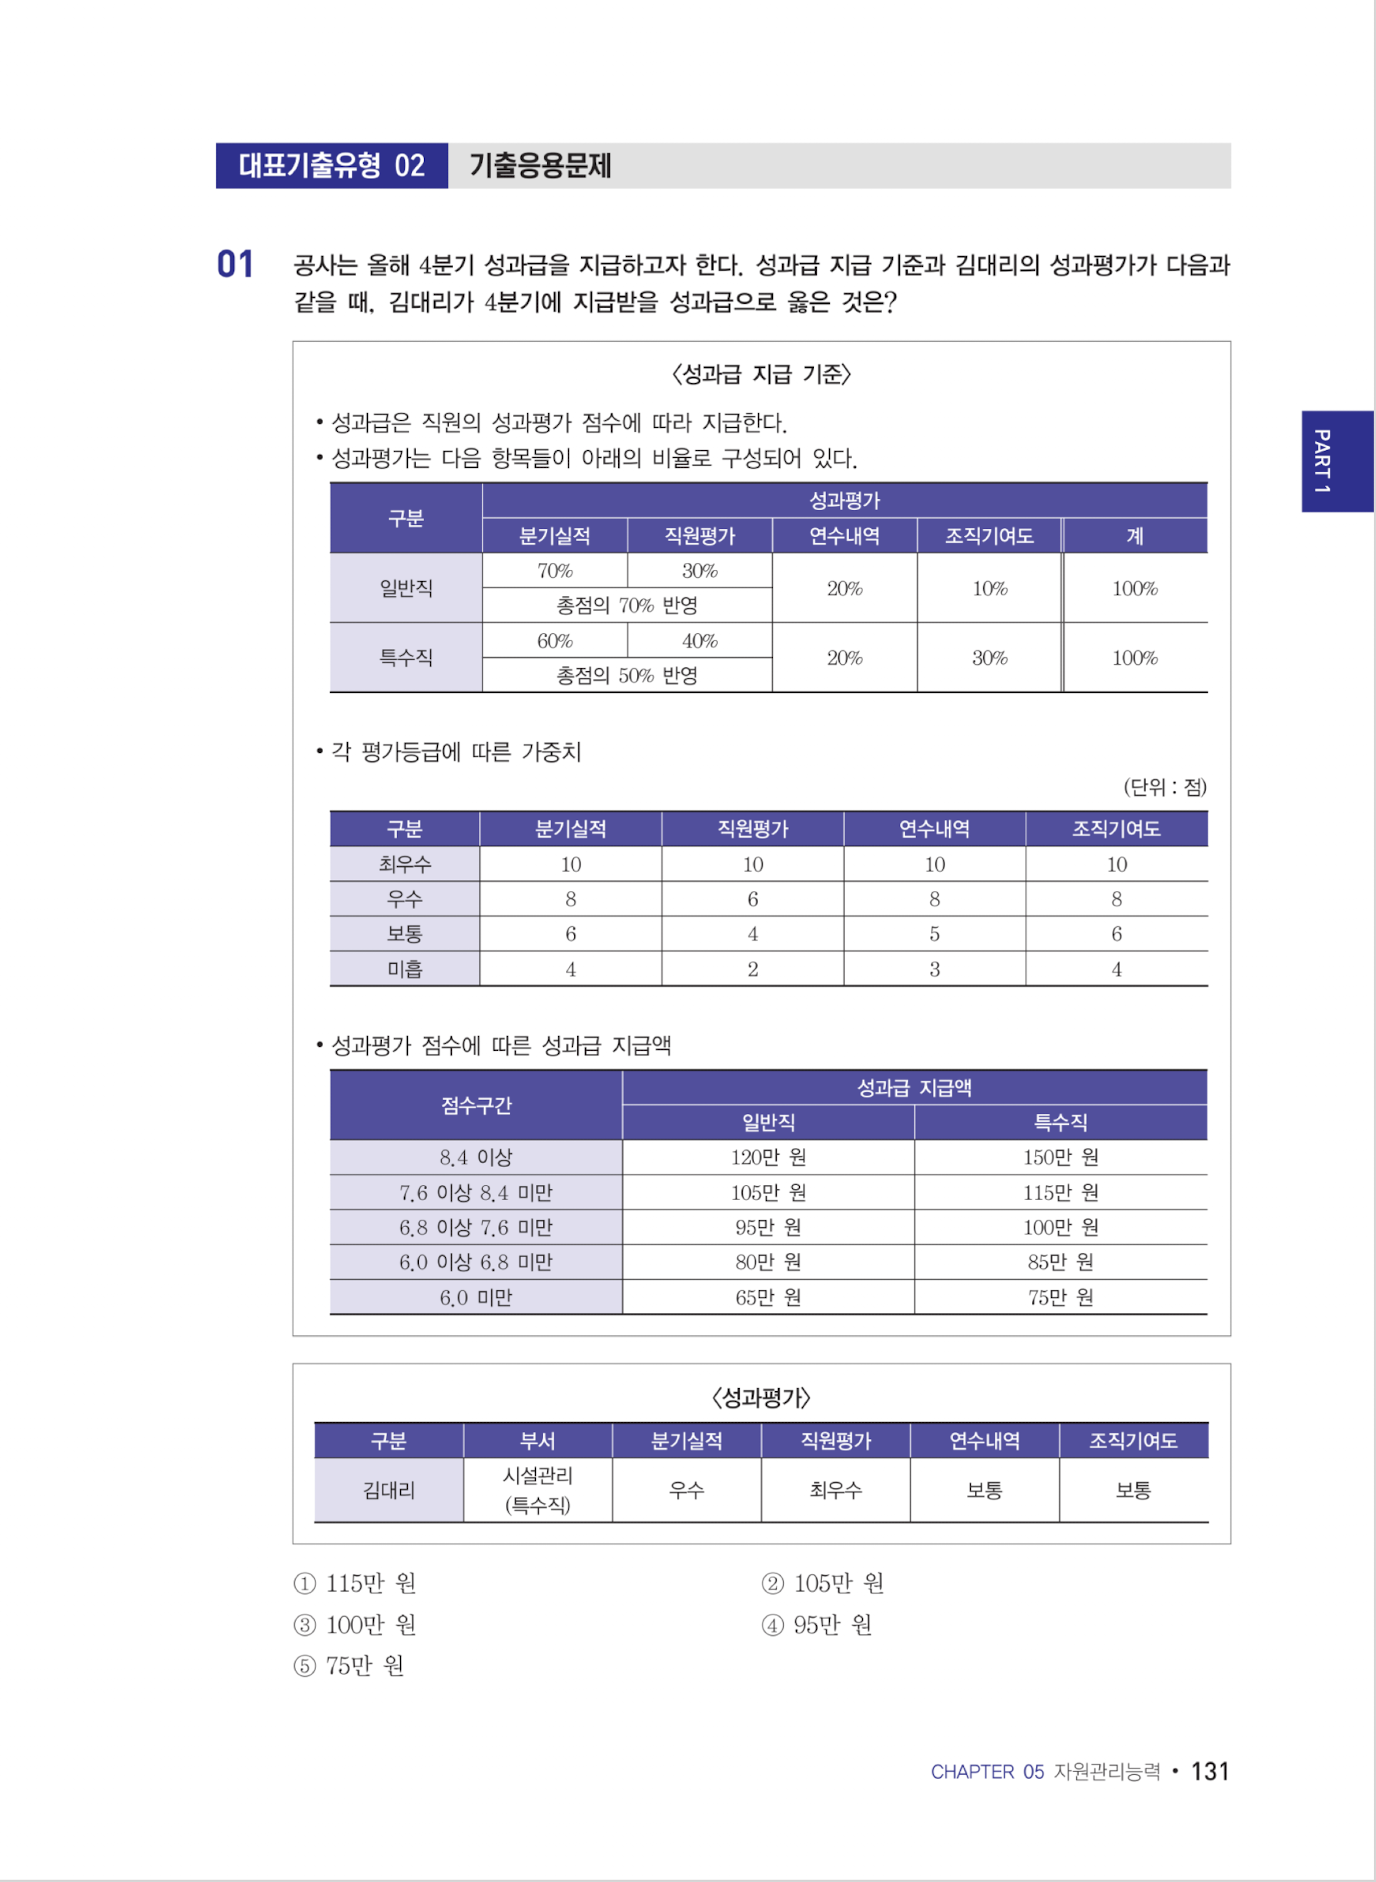 대표기출유형 02 기출응용문제
01 공사는 올해 4분기 성과급을 지급하고자 한다. 성과급 지급 기준과 김대리의 성과평가가 다음과
같을 때, 김대리가 4분기에 지급받을 성과급으로 옳은 것은?
〈성과급 지급 기준〉
• 성과급은 직원의 성과평가 점수에 따라 지급한다.
• 성과평가는 다음 항목들이 아래의 비율로 구성되어 있다.
구분 성과평가
분기실적 직원평가 연수내역 조직기여도 계
일반직 70% 30% 20% 10% 100%
총점의 70% 반영
특수직 60% 40% 20% 30% 100%
총점의 50% 반영
• 각 평가등급에 따른 가중치
(단위 : 점)
구분 분기실적 직원평가 연수내역 조직기여도
최우수 10 10 10 10
우수 8 6 8 8
보통 6 4 5 6
미흡 4 2 3 4
• 성과평가 점수에 따른 성과급 지급액
점수구간 성과급 지급액
일반직 특수직
8.4 이상 120만 원 150만 원
7.6 이상 8.4 미만 105만 원 115만 원
6.8 이상 7.6 미만 95만 원 100만 원
6.0 이상 6.8 미만 80만 원 85만 원
6.0 미만 65만 원 75만 원
〈성과평가〉
구분 부서 분기실적 직원평가 연수내역 조직기여도
김대리 시설관리 우수 최우수 보통 보통
(특수직)
① 115만 원 ② 105만 원
③ 100만 원 ④ 95만 원
⑤ 75만 원
PART 1
CHAPTER 05 자원관리능력 • 131